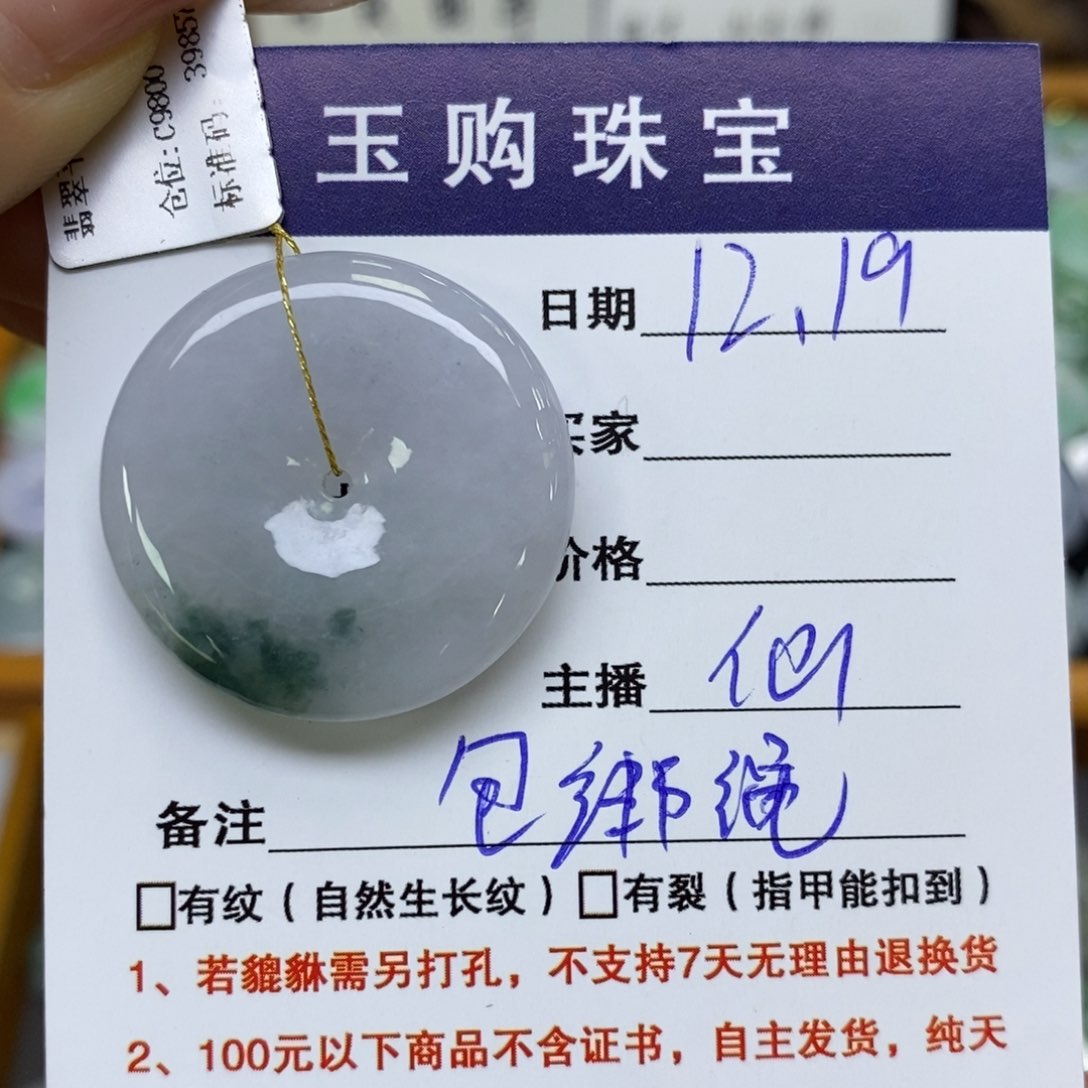 翡翠
仓位:C9800
标准码: 3985
玉购珠宝
日期 12.19
买家
价格
主播
备注 包绑绳
□有纹(自然生长纹) □有裂(指甲能扣到)
1、若貔貅需另打孔,不支持7天无理由退换货
2、100元以下商品不含证书,自主发货,纯天